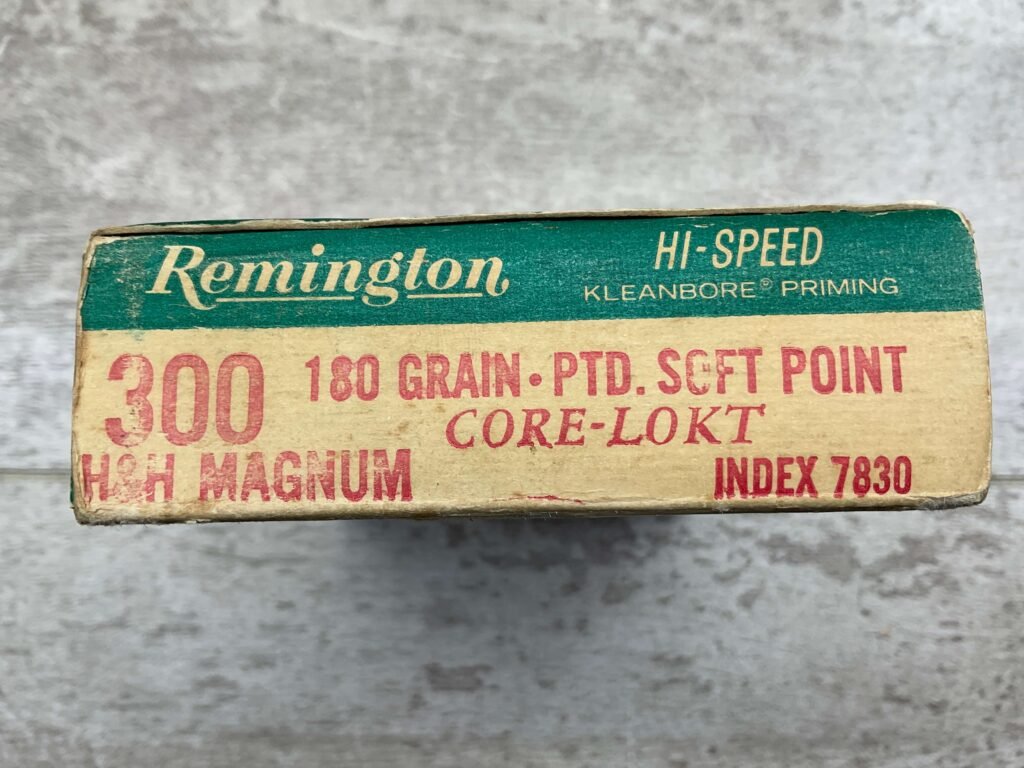 Remington HI-SPEED
KLEANBORE® PRIMING
300 180 GRAIN • PTD. SOFT POINT
CORE-LOKT
H&H MAGNUM INDEX 7830